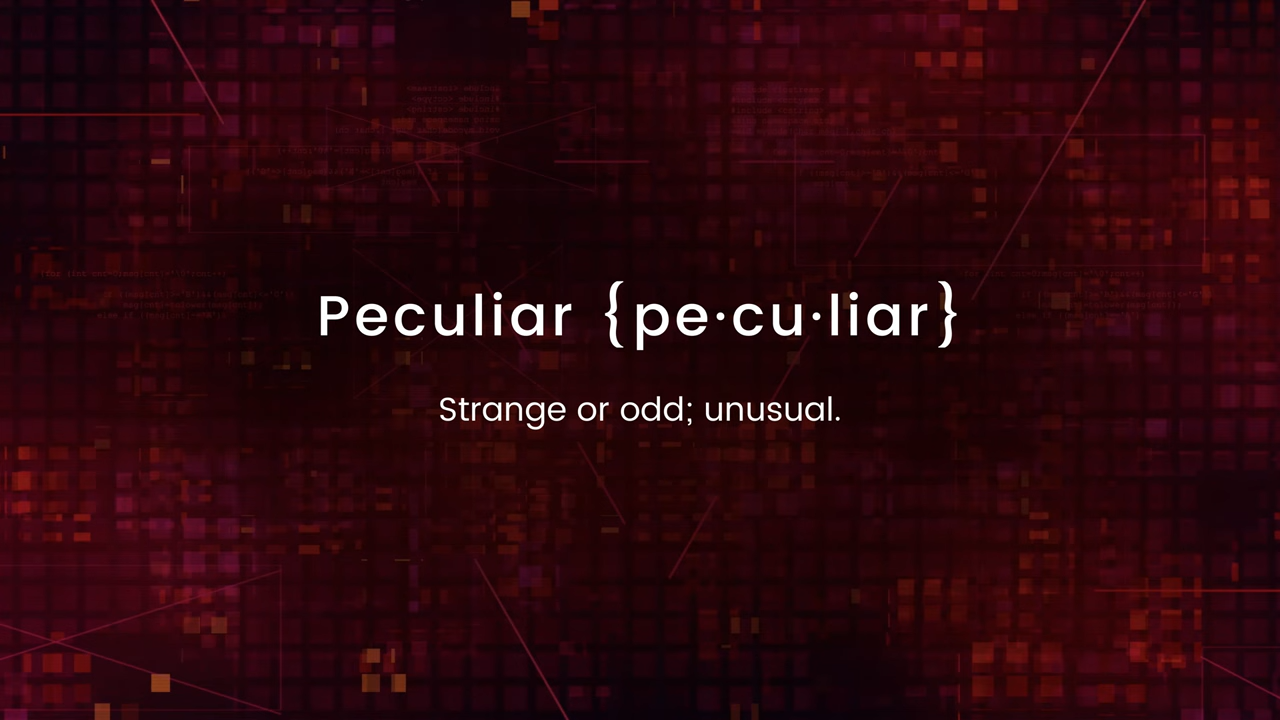 Peculiar {pe·cu·liar}
Strange or odd; unusual.